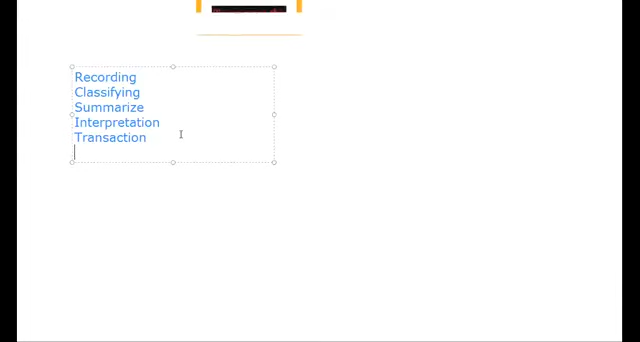 Recording
Classifying
Summarize
Interpretation
Transaction